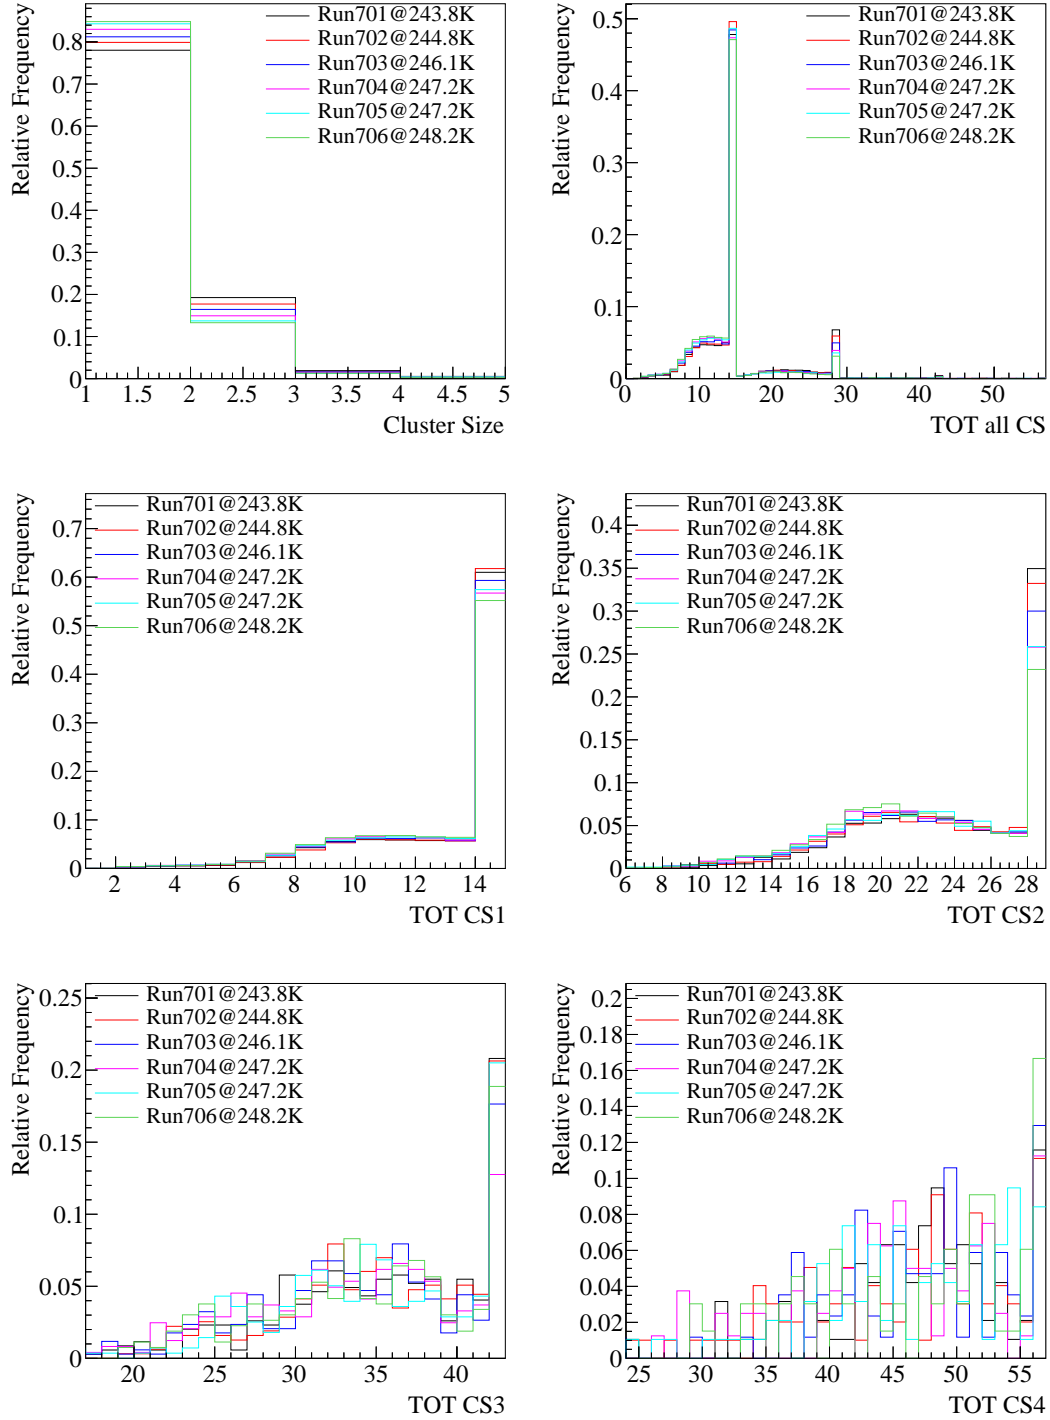 Relative Frequency
0.8
0.7
0.6
0.5
0.4
0.3
0.2
0.1
0
1 1.5 2 2.5 3 3.5 4 4.5 5
Cluster Size
Run701@243.8K
Run702@244.8K
Run703@246.1K
Run704@247.2K
Run705@247.2K
Run706@248.2K
Relative Frequency
0.5
0.4
0.3
0.2
0.1
0
0 10 20 30 40 50
TOT all CS
Run701@243.8K
Run702@244.8K
Run703@246.1K
Run704@247.2K
Run705@247.2K
Run706@248.2K
Relative Frequency
0.7
0.6
0.5
0.4
0.3
0.2
0.1
0
2 4 6 8 10 12 14
TOT CS1
Run701@243.8K
Run702@244.8K
Run703@246.1K
Run704@247.2K
Run705@247.2K
Run706@248.2K
Relative Frequency
0.4
0.35
0.3
0.25
0.2
0.15
0.1
0.05
0
6 8 10 12 14 16 18 20 22 24 26 28
TOT CS2
Run701@243.8K
Run702@244.8K
Run703@246.1K
Run704@247.2K
Run705@247.2K
Run706@248.2K
Relative Frequency
0.25
0.2
0.15
0.1
0.05
0
20 25 30 35 40
TOT CS3
Run701@243.8K
Run702@244.8K
Run703@246.1K
Run704@247.2K
Run705@247.2K
Run706@248.2K
Relative Frequency
0.2
0.18
0.16
0.14
0.12
0.1
0.08
0.06
0.04
0.02
0
25 30 35 40 45 50 55
TOT CS4
Run701@243.8K
Run702@244.8K
Run703@246.1K
Run704@247.2K
Run705@247.2K
Run706@248.2K